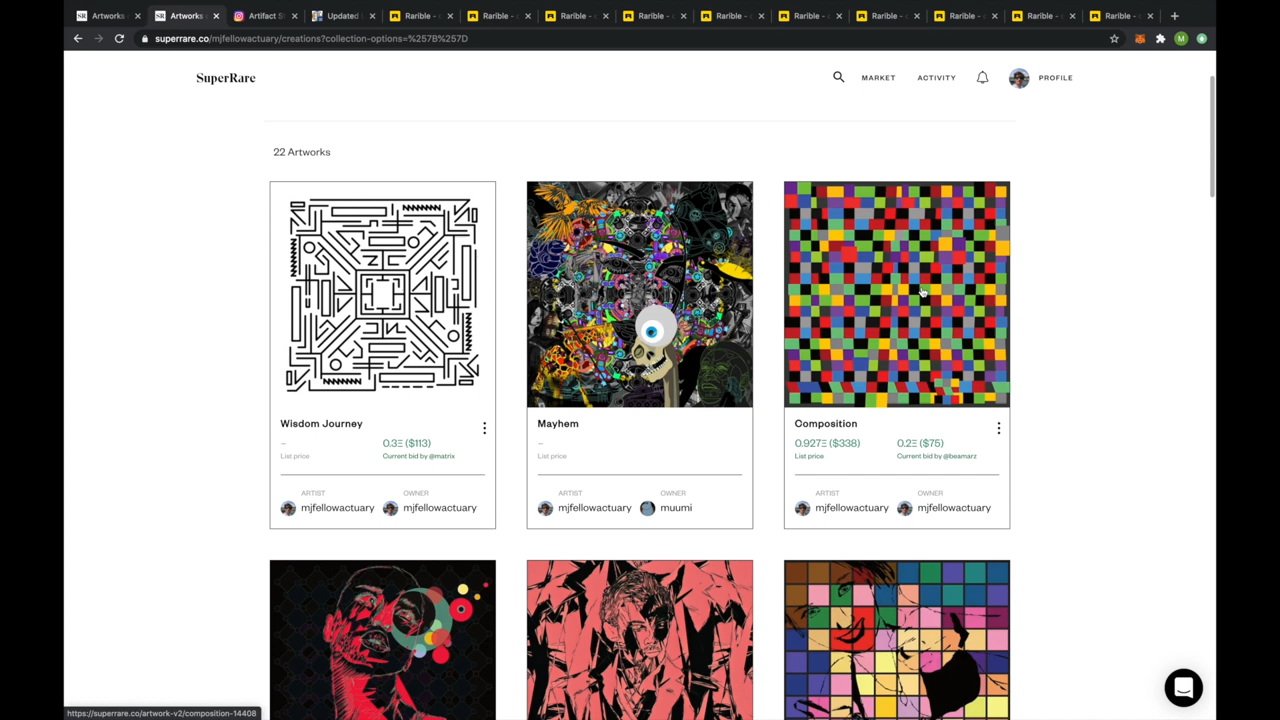 Artworks
Artworks
Artifact S
Updated
Rarible - c
Rarible - c
Rarible - c
Rarible - c
Rarible - c
Rarible - c
Rarible - c
Rarible - c
Rarible - c
Rarible - c
superrare.co/mjfellowactuary/creations?collection-options=%257B%257D
M
SuperRare
MARKET
ACTIVITY
PROFILE
22 Artworks
Wisdom Journey
–
0.3Ξ ($113)
List price
Current bid by @matrix
ARTIST
OWNER
mjfellowactuary
mjfellowactuary
Mayhem
–
List price
ARTIST
OWNER
mjfellowactuary
muumi
Composition
0.927Ξ ($338)
0.2Ξ ($75)
List price
Current bid by @beamarz
ARTIST
OWNER
mjfellowactuary
mjfellowactuary
https://superrare.co/artwork-v2/composition-14408